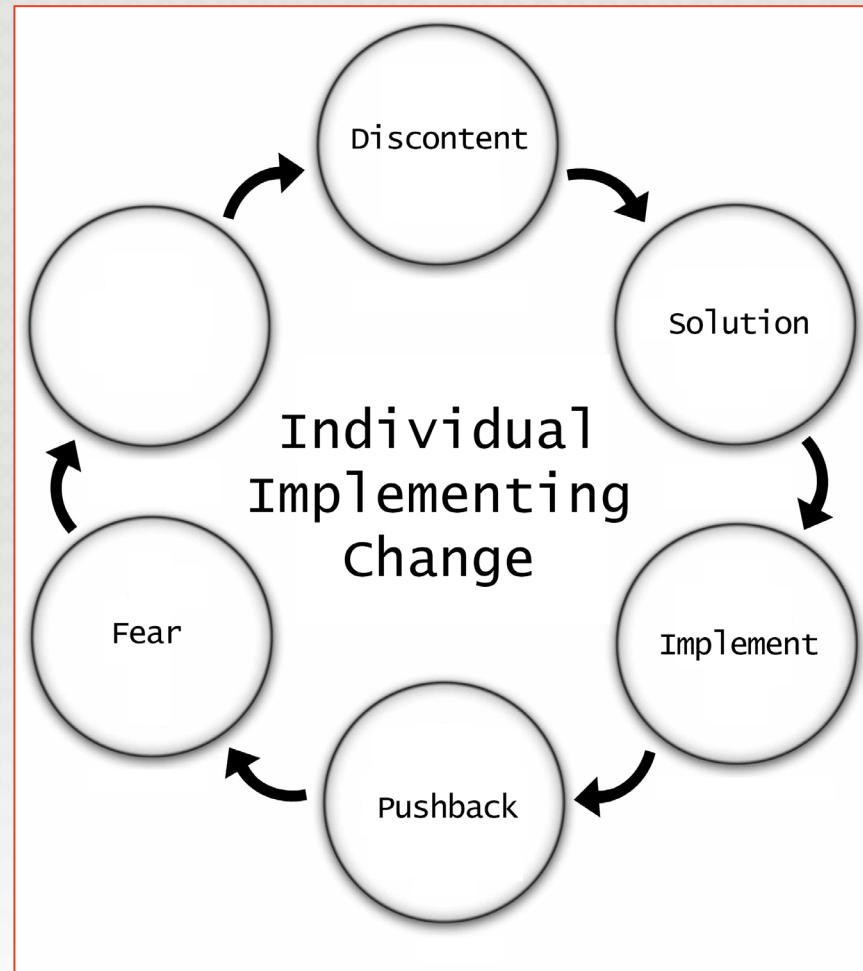 Discontent
Solution
Implement
Pushback
Fear
Individual
Implementing
Change